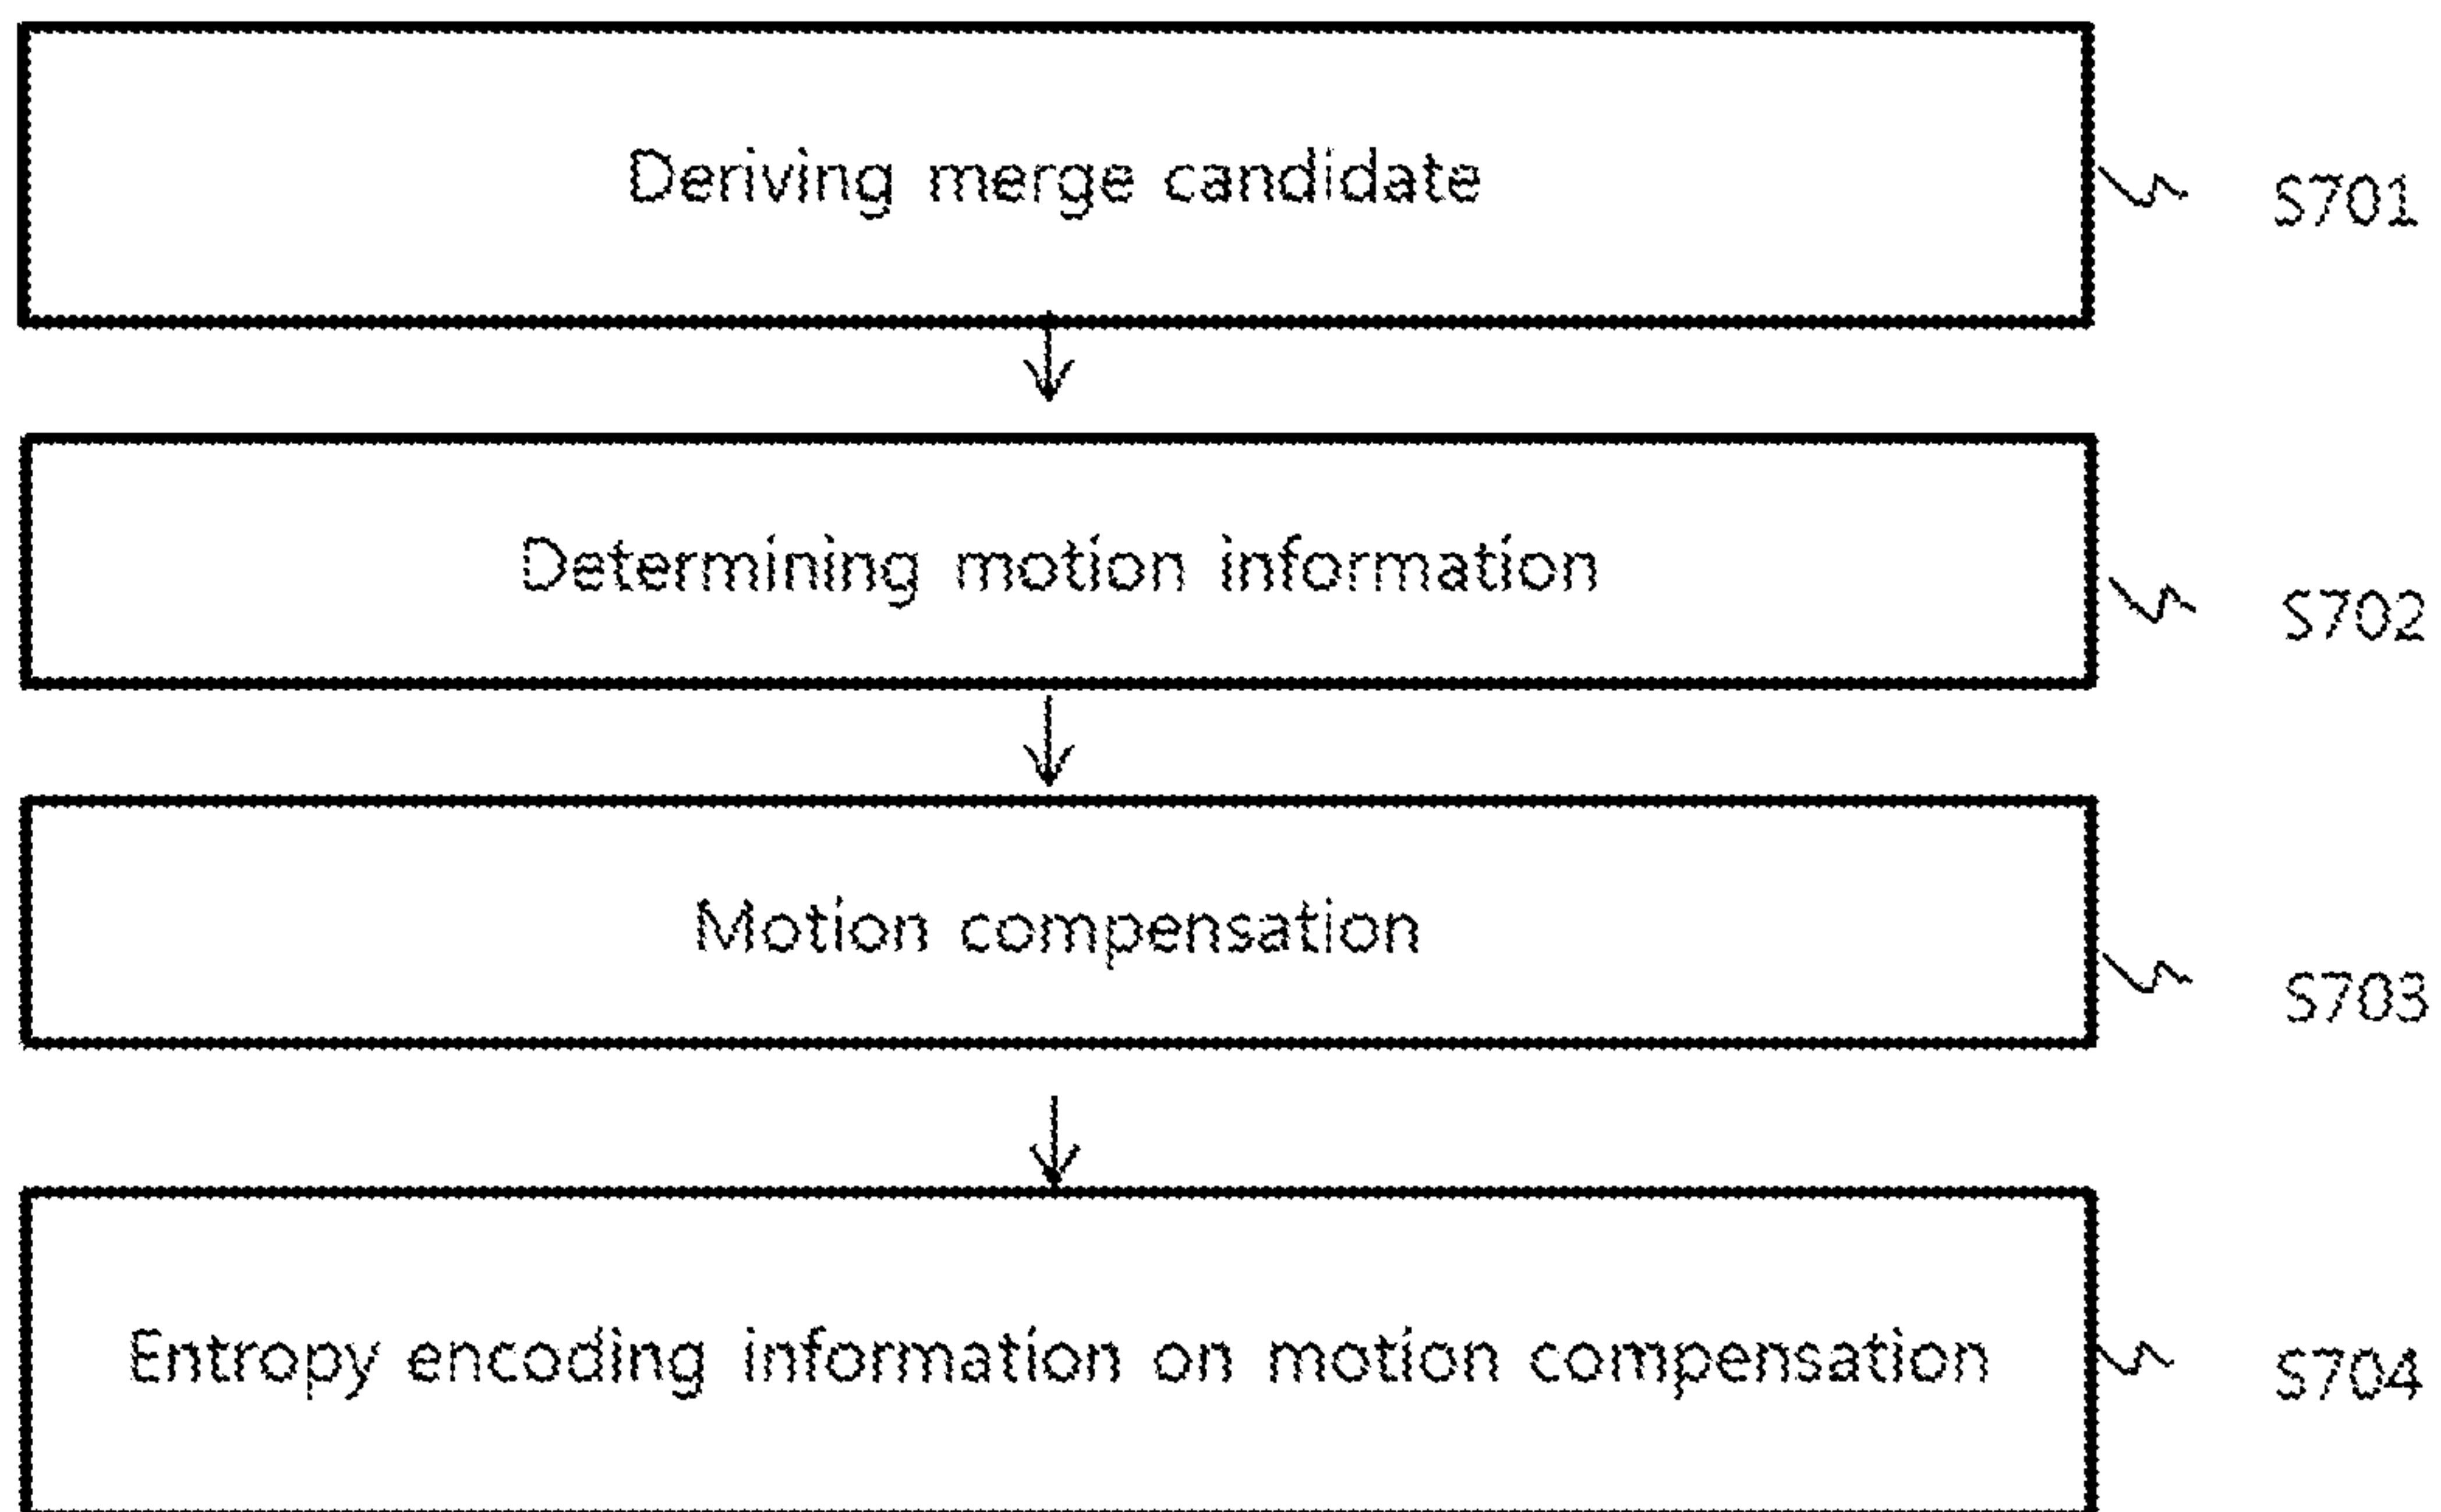 Deriving merge candidate
S701
Determining motion information
S702
Motion compensation
S703
Entropy encoding information on motion compensation
S704